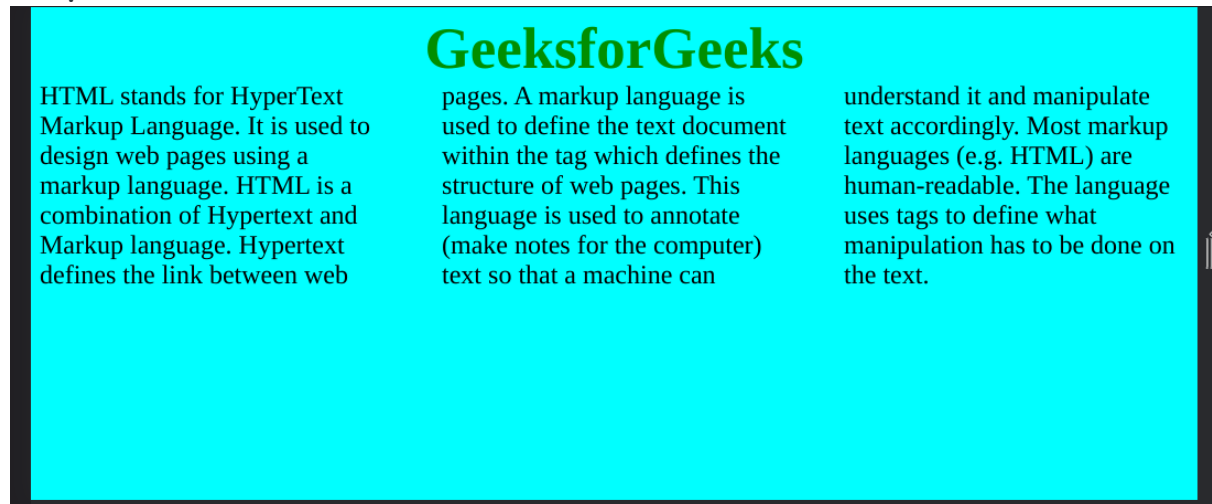 GeeksforGeeks
HTML stands for HyperText
Markup Language. It is used to
design web pages using a
markup language. HTML is a
combination of Hypertext and
Markup language. Hypertext
defines the link between web
pages. A markup language is
used to define the text document
within the tag which defines the
structure of web pages. This
language is used to annotate
(make notes for the computer)
text so that a machine can
understand it and manipulate
text accordingly. Most markup
languages (e.g. HTML) are
human-readable. The language
uses tags to define what
manipulation has to be done on
the text.